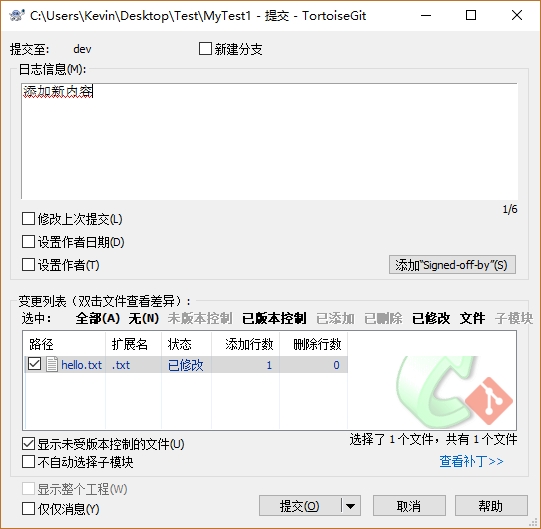 C:\Users\Kevin\Desktop\Test\MyTest1 - 提交 - TortoiseGit
提交至: dev 新建分支
日志信息(M):
添加新内容
1/6
修改上次提交(L)
设置作者日期(D)
设置作者(T) 添加"Signed-off-by"(S)
变更列表（双击文件查看差异）:
选中: 全部(A) 无(N) 未版本控制 已版本控制 已添加 已删除 已修改 文件 子模块
路径 扩展名 状态 添加行数 删除行数
hello.txt .txt 已修改 1 0
显示未受版本控制的文件(U) 选择了 1 个文件，共有 1 个文件
不自动选择子模块 查看补丁>>
显示整个工程(W)
仅仅消息(Y) 提交(O) 取消 帮助